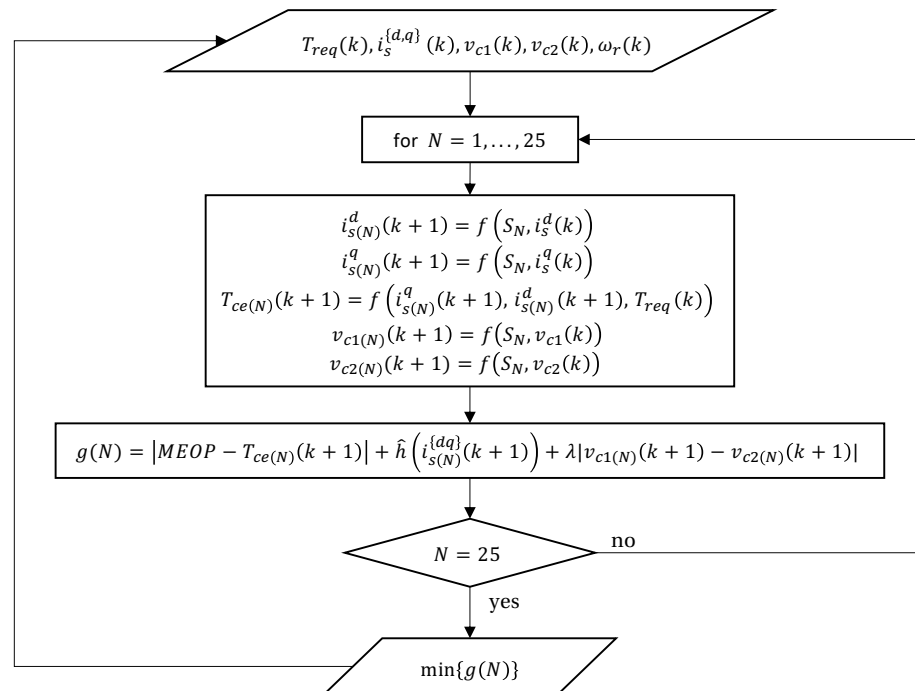 T_{req}(k), i_s^{\{d,q\}}(k), v_{c1}(k), v_{c2}(k), ω_r(k)
for N = 1, . . . , 25
i_{s(N)}^d(k + 1) = f(S_N, i_s^d(k))
i_{s(N)}^q(k + 1) = f(S_N, i_s^q(k))
T_{ce(N)}(k + 1) = f(i_{s(N)}^q(k + 1), i_{s(N)}^d(k + 1), T_{req}(k))
v_{c1(N)}(k + 1) = f(S_N, v_{c1}(k))
v_{c2(N)}(k + 1) = f(S_N, v_{c2}(k))
g(N) = |MEOP − T_{ce(N)}(k + 1)| + ĥ(i_{s(N)}^{\{dq\}}(k + 1)) + λ|v_{c1(N)}(k + 1) − v_{c2(N)}(k + 1)|
N = 25
no
yes
min{g(N)}